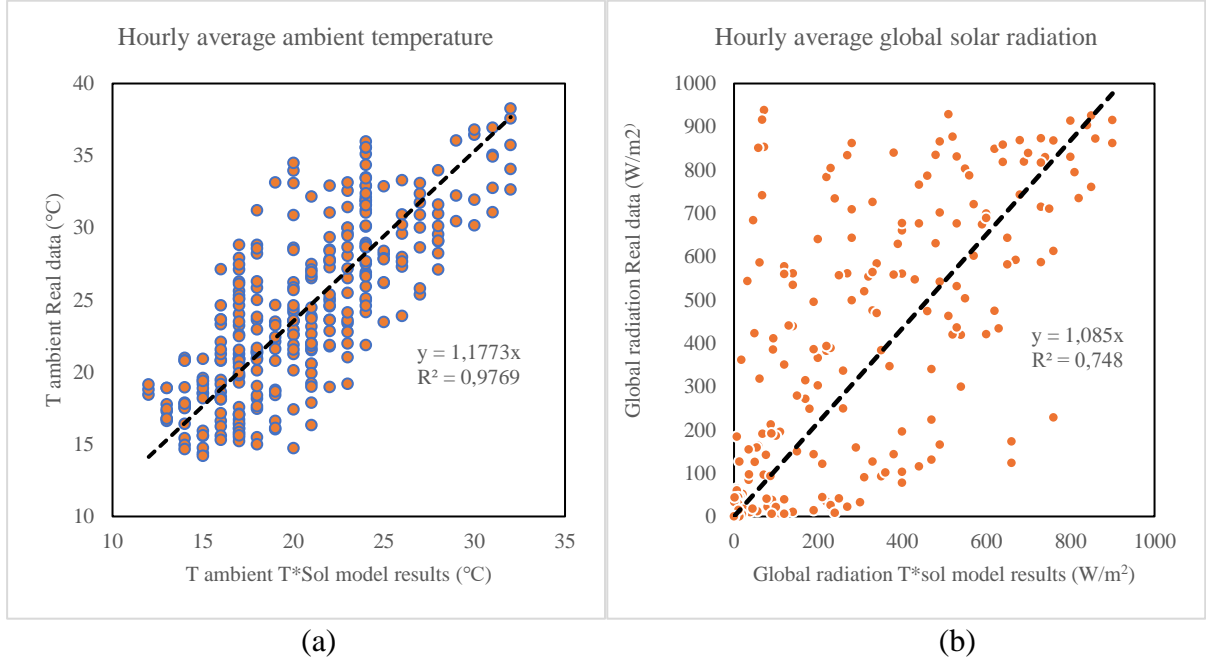 Hourly average ambient temperature
40
35
30
25
20
15
10
T ambient Real data (°C)
y = 1,1773x
R² = 0,9769
10 15 20 25 30 35
T ambient T*Sol model results (°C)
(a)
Hourly average global solar radiation
1000
900
800
700
600
500
400
300
200
100
0
Global radiation Real data (W/m2⁾
y = 1,085x
R² = 0,748
0 200 400 600 800 1000
Global radiation T*sol model results (W/m²)
(b)